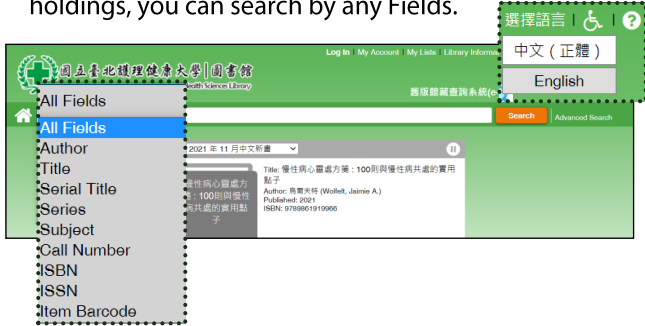 holdings, you can search by any Fields.
選擇語言
中文 ( 正體 )
English
Log In | My Account | My Lists | Library Informa
國立臺北護理健康大學 | 圖書館
Health Sciences Library
舊版館藏查詢系統(e-
All Fields
Search
Advanced Search
All Fields
Author
Title
Serial Title
Series
Subject
Call Number
ISBN
ISSN
Item Barcode
2021 年 11 月中文新書
慢性病心靈處方
箋：100則與慢性
病共處的實用點
子
Title: 慢性病心靈處方箋：100則與慢性病共處的實用
點子
Author: 烏爾夫特 (Wolfelt, Jaimie A.)
Published: 2021
ISBN: 9789861919966